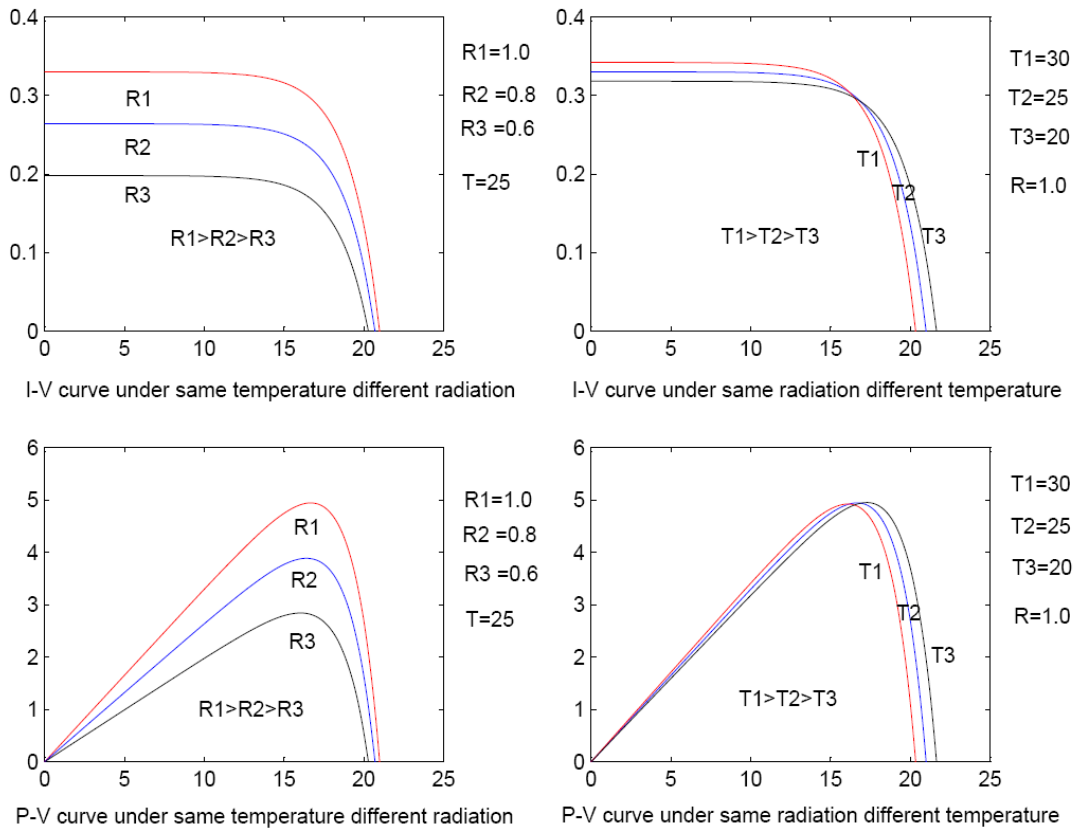 0.4
0.3
0.2
0.1
0
0 5 10 15 20 25
R1
R2
R3
R1>R2>R3
R1=1.0
R2 =0.8
R3 =0.6
T=25
I-V curve under same temperature different radiation
0.4
0.3
0.2
0.1
0
0 5 10 15 20 25
T1
T2
T3
T1>T2>T3
T1=30
T2=25
T3=20
R=1.0
I-V curve under same radiation different temperature
6
5
4
3
2
1
0
0 5 10 15 20 25
R1
R2
R3
R1>R2>R3
R1=1.0
R2 =0.8
R3 =0.6
T=25
P-V curve under same temperature different radiation
6
5
4
3
2
1
0
0 5 10 15 20 25
T1
T2
T3
T1>T2>T3
T1=30
T2=25
T3=20
R=1.0
P-V curve under same radiation different temperature